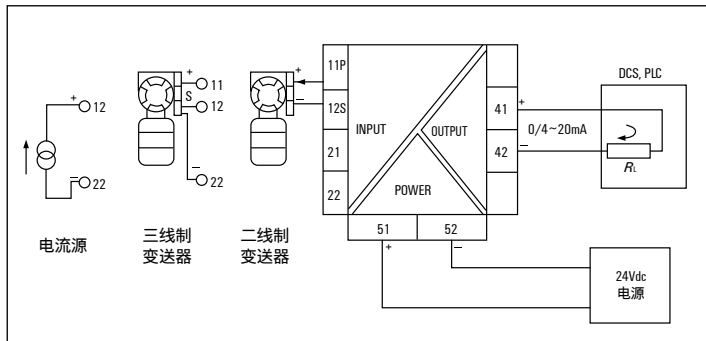 +
12
−
22
电流源
+
11
S
12
−
22
三线制
变送器
+
−
二线制
变送器
11P
12S
21
22
INPUT
OUTPUT
POWER
41
42
51
52
+
−
+
0/4~20mA
−
DCS, PLC
RL
24Vdc
电源